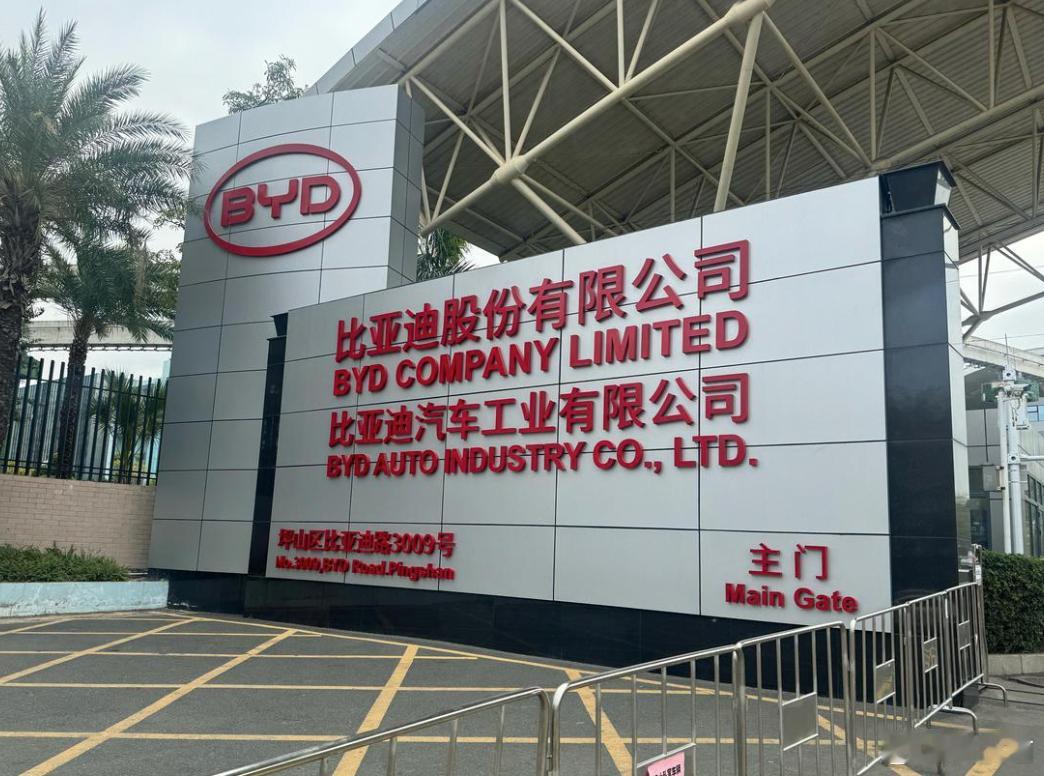 BYD
比亚迪股份有限公司
BYD COMPANY LIMITED
比亚迪汽车工业有限公司
BYD AUTO INDUSTRY CO., LTD.
坪山区比亚迪路3009号
No.3009,BYD Road.Pingshan
主门
Main Gate